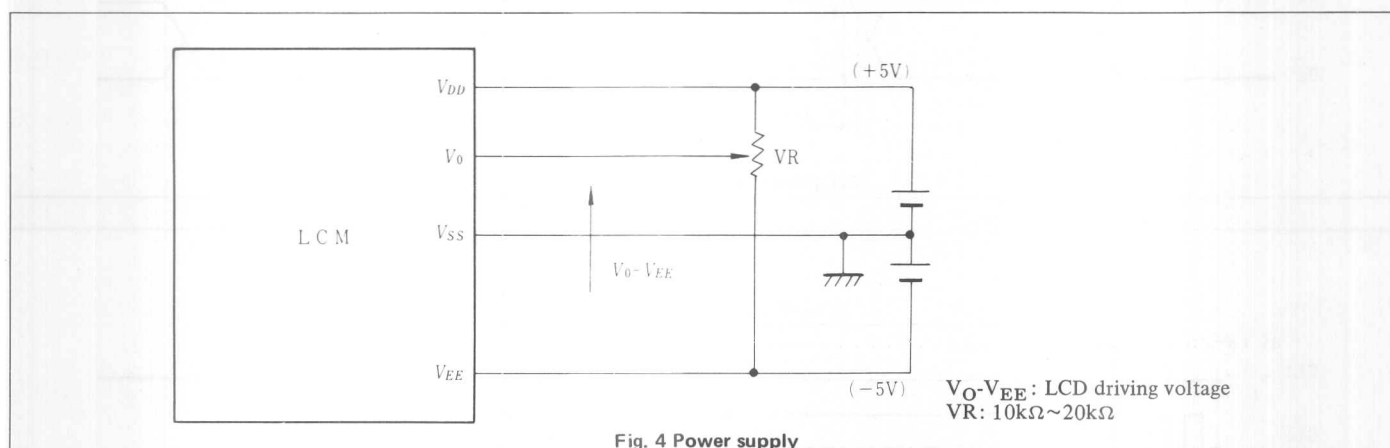 (+5V)
VDD
V0
VR
LCM
VSS
V0-VEE
VEE
(−5V)
VO-VEE: LCD driving voltage
VR: 10kΩ~20kΩ
Fig. 4 Power supply